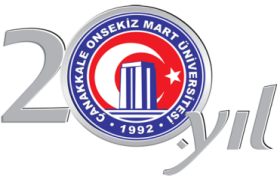 20.yıl
ÇANAKKALE ONSEKİZ MART ÜNİVERSİTESİ
• 1992 •